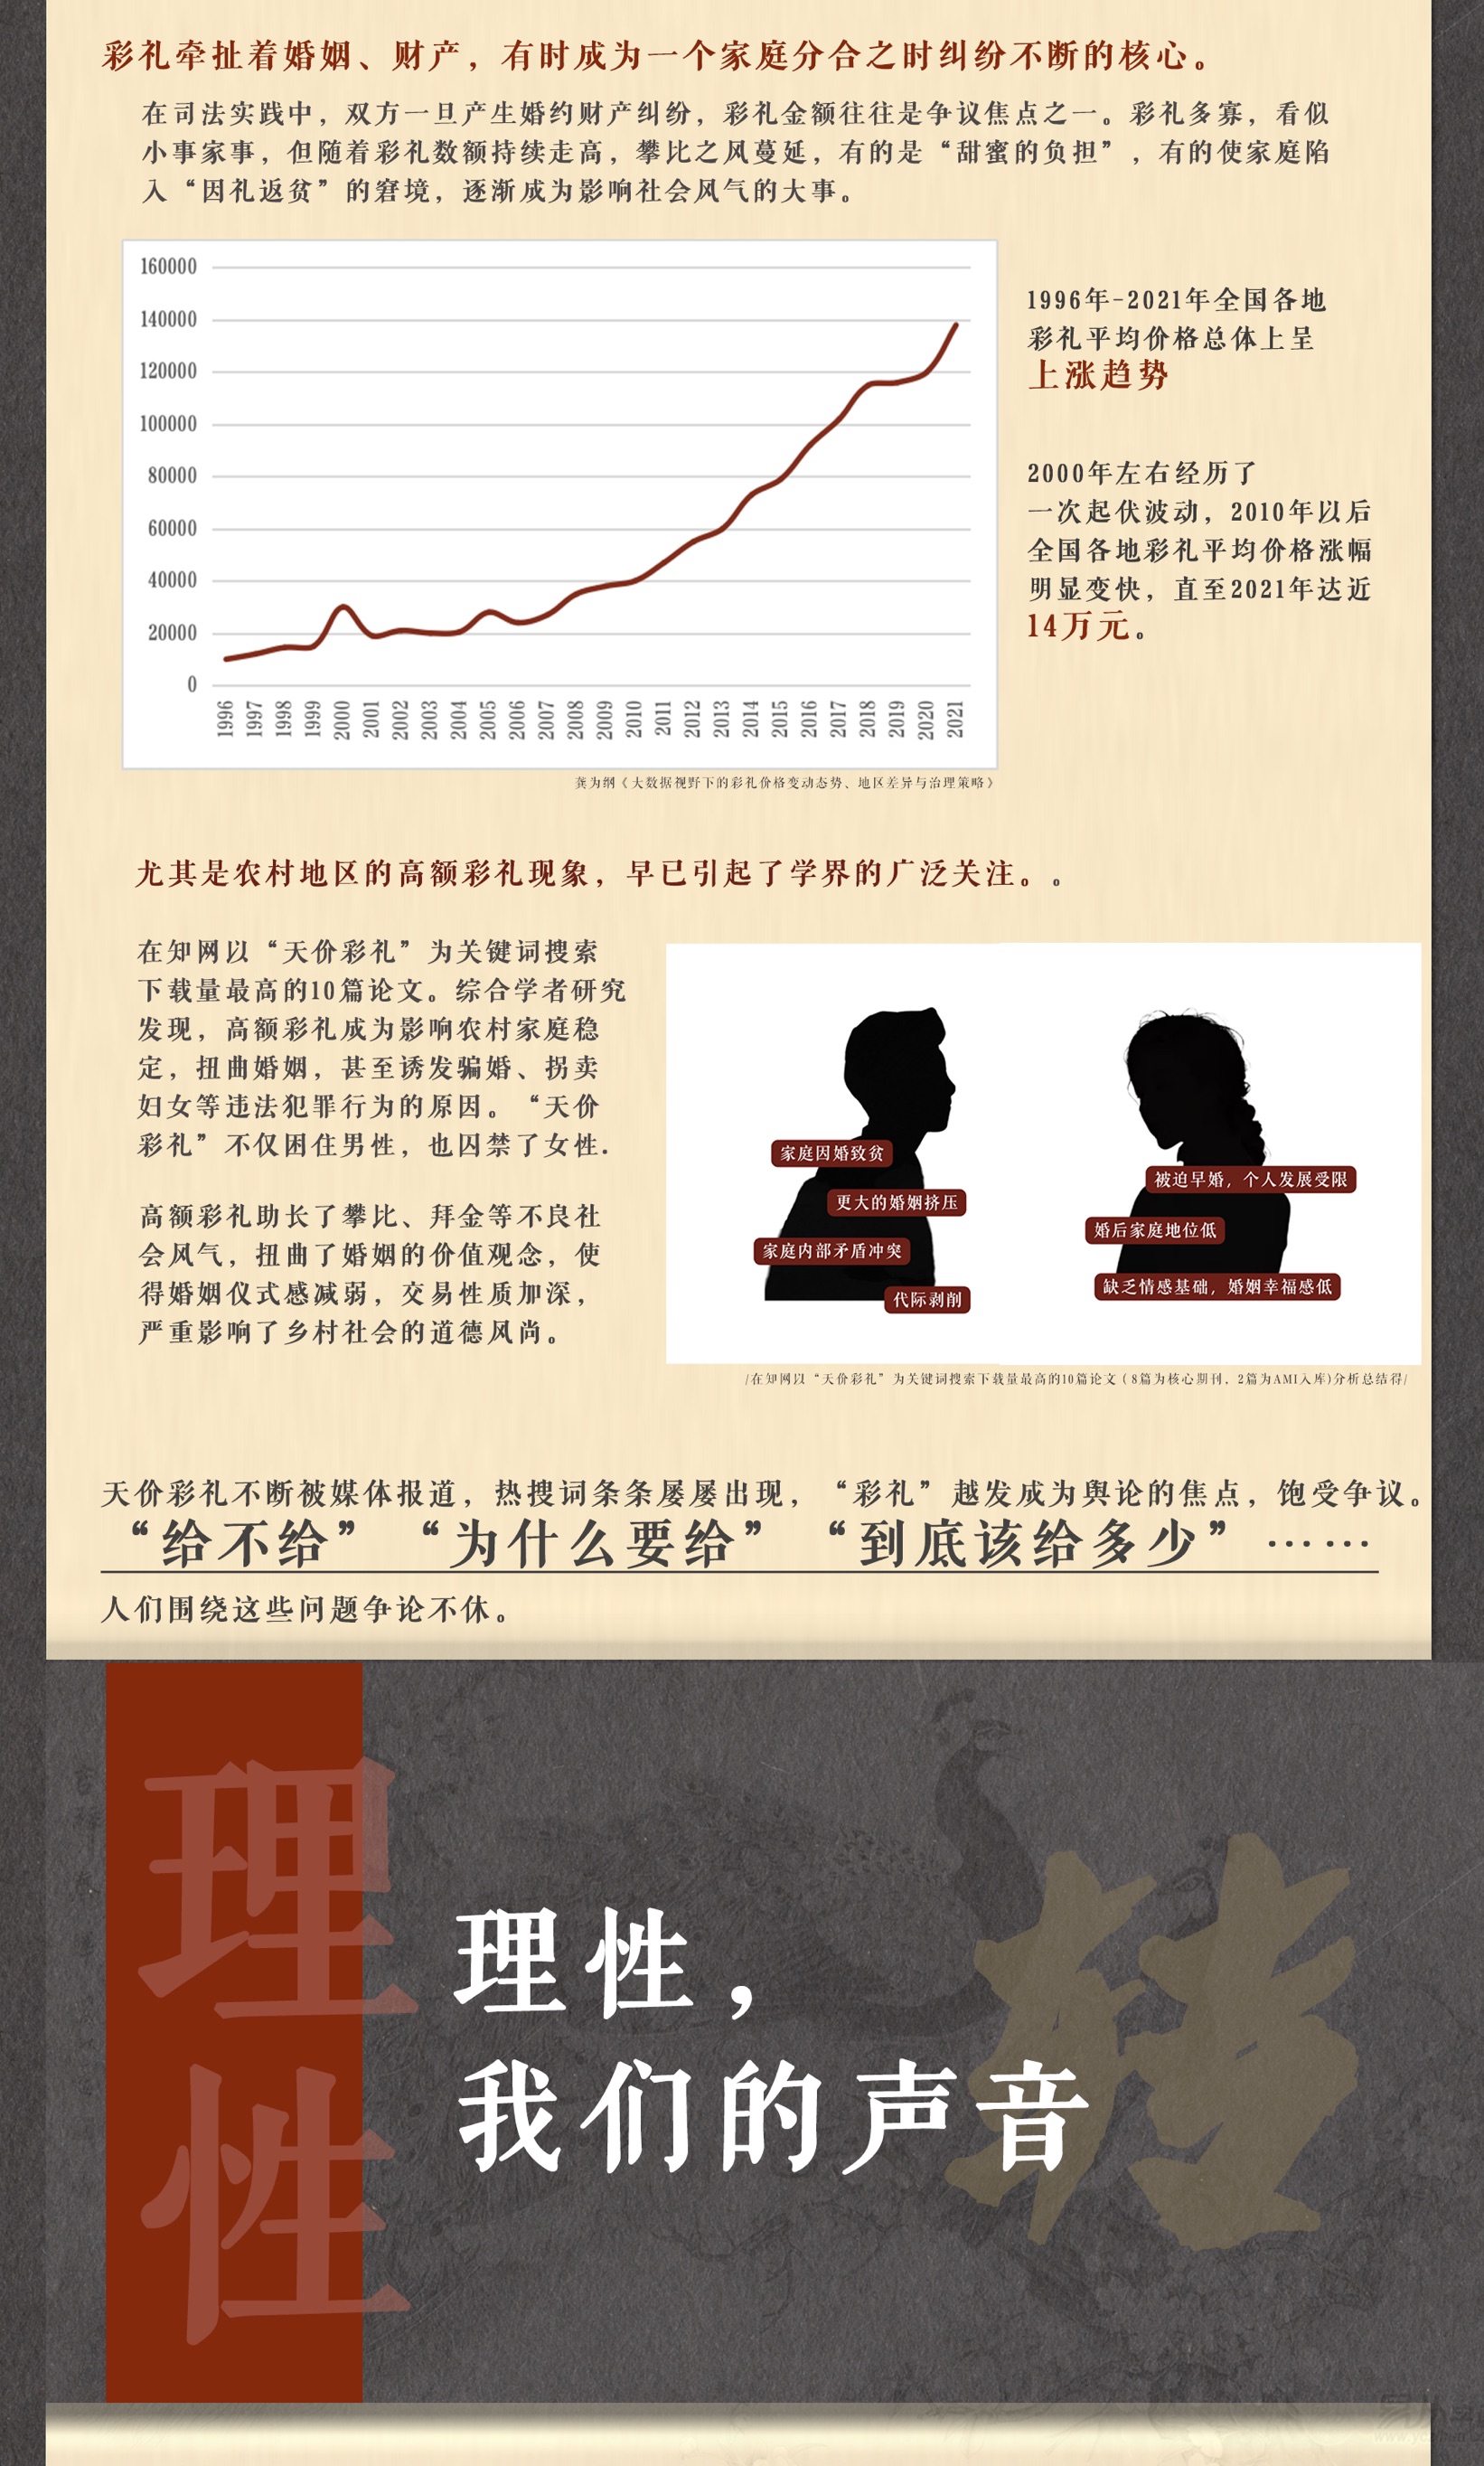 彩礼牵扯着婚姻、财产，有时成为一个家庭分合之时纠纷不断的核心。
在司法实践中，双方一旦产生婚约财产纠纷，彩礼金额往往是争议焦点之一。彩礼多寡，看似
小事家事，但随着彩礼数额持续走高，攀比之风蔓延，有的是“甜蜜的负担”，有的使家庭陷
入“因礼返贫”的窘境，逐渐成为影响社会风气的大事。
160000
140000
120000
100000
80000
60000
40000
20000
0
1996 1997 1998 1999 2000 2001 2002 2003 2004 2005 2006 2007 2008 2009 2010 2011 2012 2013 2014 2015 2016 2017 2018 2019 2020 2021
龚为纲《大数据视野下的彩礼价格变动态势、地区差异与治理策略》
1996年-2021年全国各地
彩礼平均价格总体上呈
上涨趋势
2000年左右经历了
一次起伏波动，2010年以后
全国各地彩礼平均价格涨幅
明显变快，直至2021年达近
14万元。
尤其是农村地区的高额彩礼现象，早已引起了学界的广泛关注。。
在知网以“天价彩礼”为关键词搜索
下载量最高的10篇论文。综合学者研究
发现，高额彩礼成为影响农村家庭稳
定，扭曲婚姻，甚至诱发骗婚、拐卖
妇女等违法犯罪行为的原因。“天价
彩礼”不仅困住男性，也囚禁了女性.
高额彩礼助长了攀比、拜金等不良社
会风气，扭曲了婚姻的价值观念，使
得婚姻仪式感减弱，交易性质加深，
严重影响了乡村社会的道德风尚。
家庭因婚致贫
更大的婚姻挤压
家庭内部矛盾冲突
代际剥削
被迫早婚，个人发展受限
婚后家庭地位低
缺乏情感基础，婚姻幸福感低
/在知网以“天价彩礼”为关键词搜索下载量最高的10篇论文（8篇为核心期刊，2篇为AMI入库)分析总结得/
天价彩礼不断被媒体报道，热搜词条条屡屡出现，“彩礼”越发成为舆论的焦点，饱受争议。
“给不给”“为什么要给”“到底该给多少”……
人们围绕这些问题争论不休。
理性
理性，
我们的声音
转